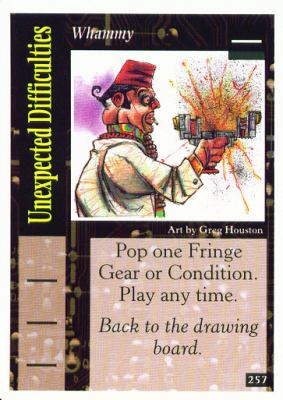 Unexpected Difficulties
Whammy
Art by Greg Houston
Pop one Fringe
Gear or Condition.
Play any time.
Back to the drawing
board.
257